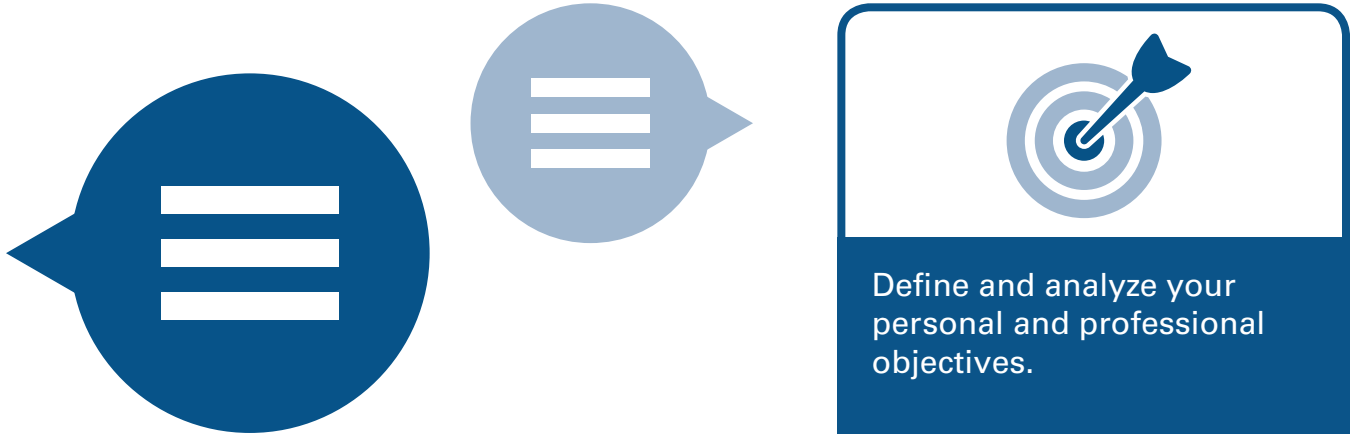 Define and analyze your
personal and professional
objectives.